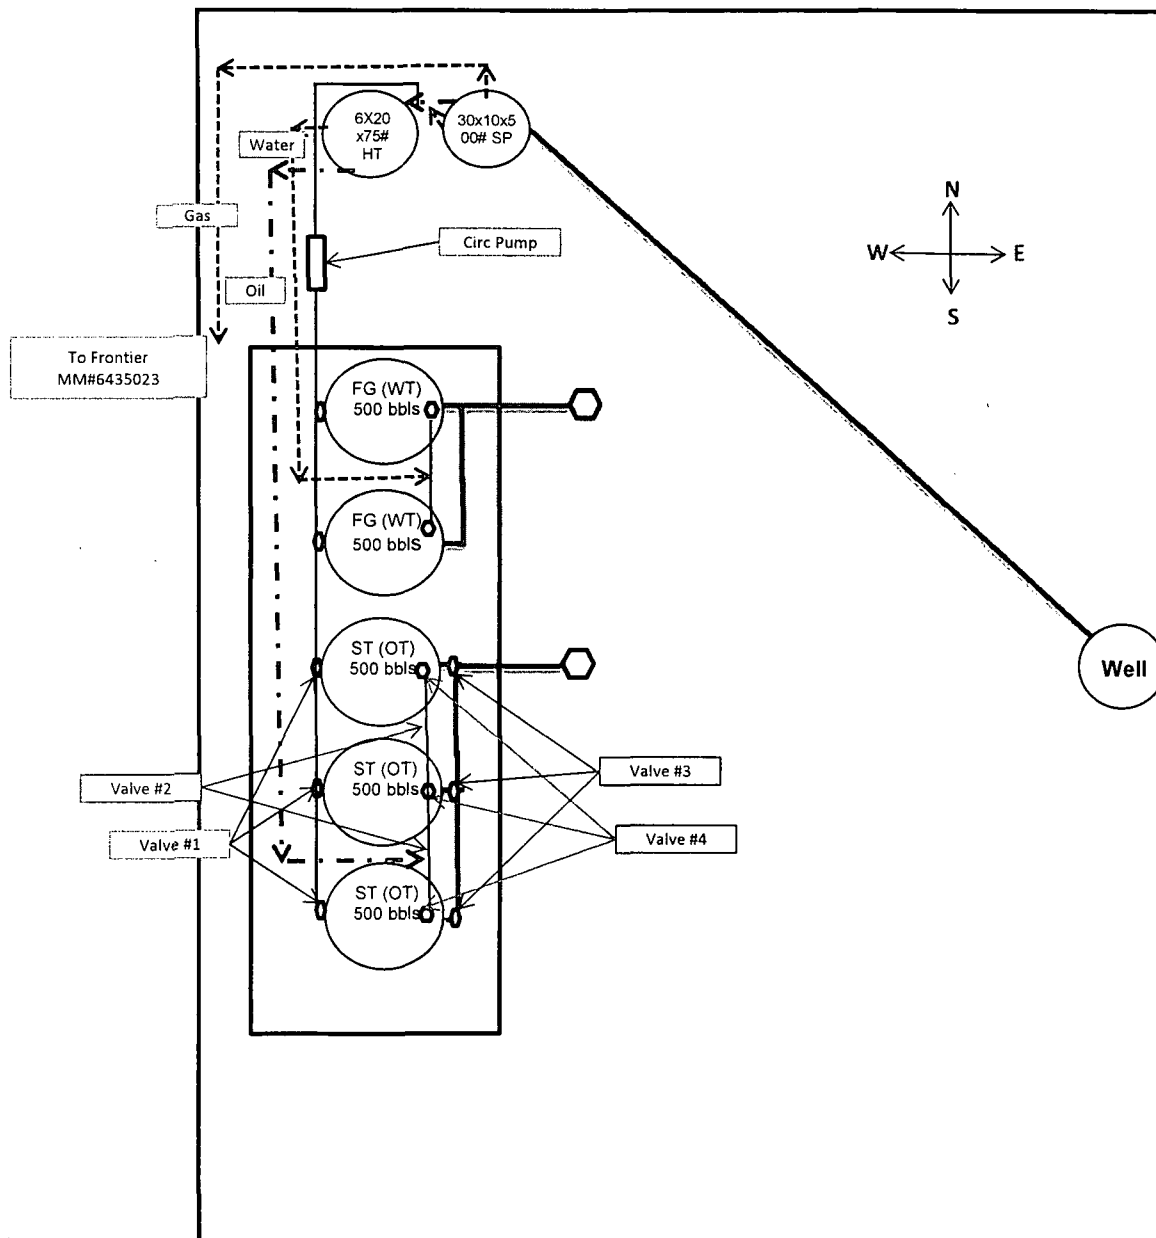 6X20
x75#
HT
30x10x5
00# SP
Water
Gas
Circ Pump
Oil
N
W
E
S
To Frontier
MM#6435023
FG (WT)
500 bbls
FG (WT)
500 bbls
ST (OT)
500 bbls
Well
ST (OT)
500 bbls
Valve #3
Valve #2
Valve #1
Valve #4
ST (OT)
500 bbls